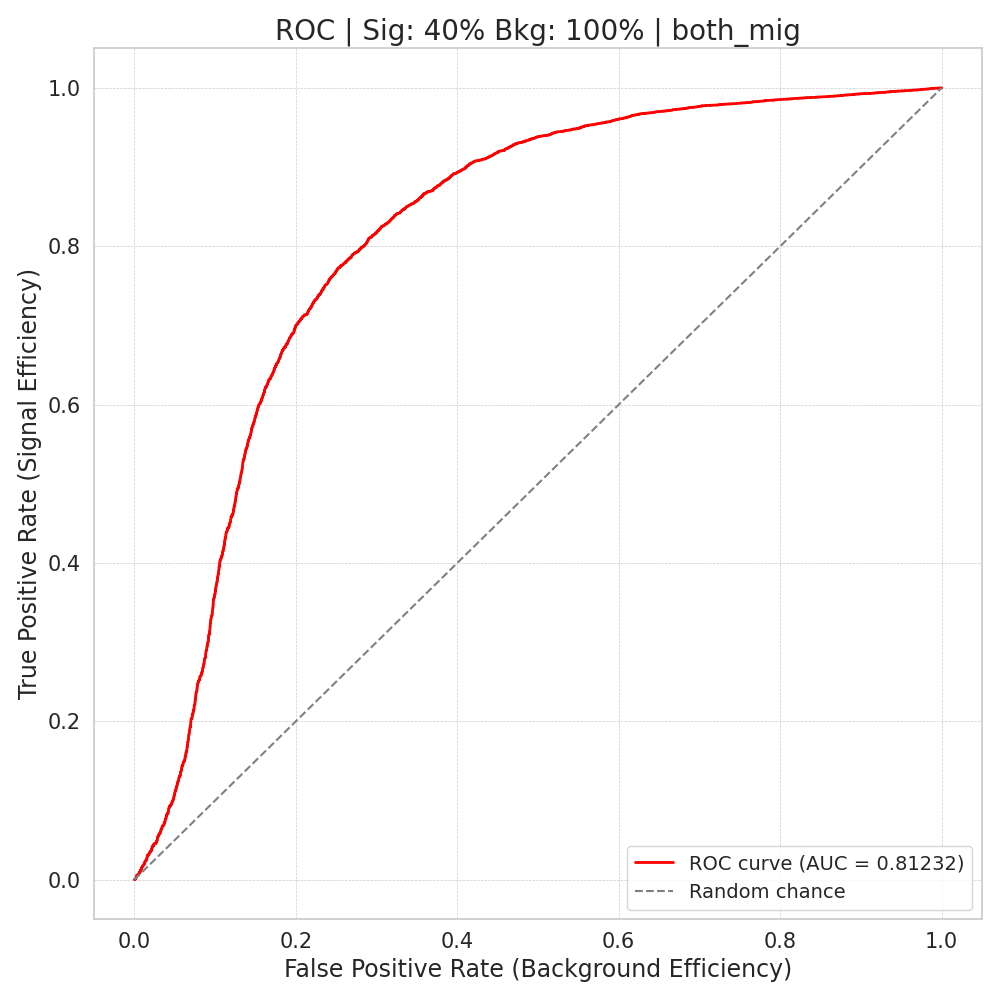 ROC | Sig: 40% Bkg: 100% | both_mig
True Positive Rate (Signal Efficiency)
1.0
0.8
0.6
0.4
0.2
0.0
ROC curve (AUC = 0.81232)
Random chance
0.0 0.2 0.4 0.6 0.8 1.0
False Positive Rate (Background Efficiency)